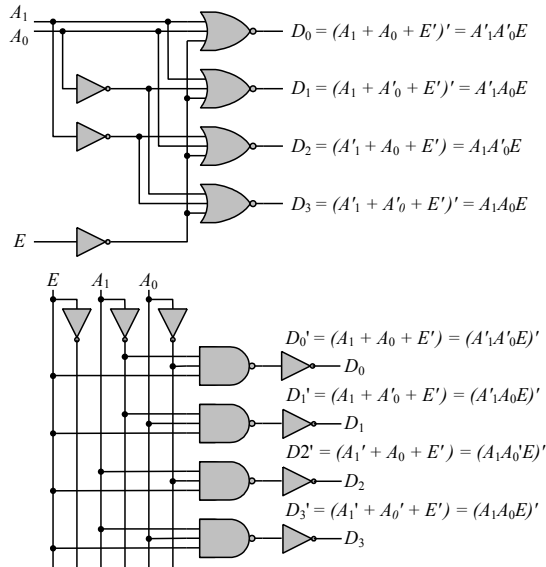 A₁
A₀
D₀ = (A₁ + A₀ + E')' = A'₁A'₀E
D₁ = (A₁ + A'₀ + E')' = A'₁A₀E
D₂ = (A'₁ + A₀ + E') = A₁A'₀E
D₃ = (A'₁ + A'₀ + E')' = A₁A₀E
E
E A₁ A₀
D₀' = (A₁ + A₀ + E') = (A'₁A'₀E)'
D₀
D₁' = (A₁ + A'₀ + E') = (A'₁A₀E)'
D₁
D2' = (A₁' + A₀ + E') = (A₁A₀'E)'
D₂
D₃' = (A₁' + A₀' + E') = (A₁A₀E)'
D₃